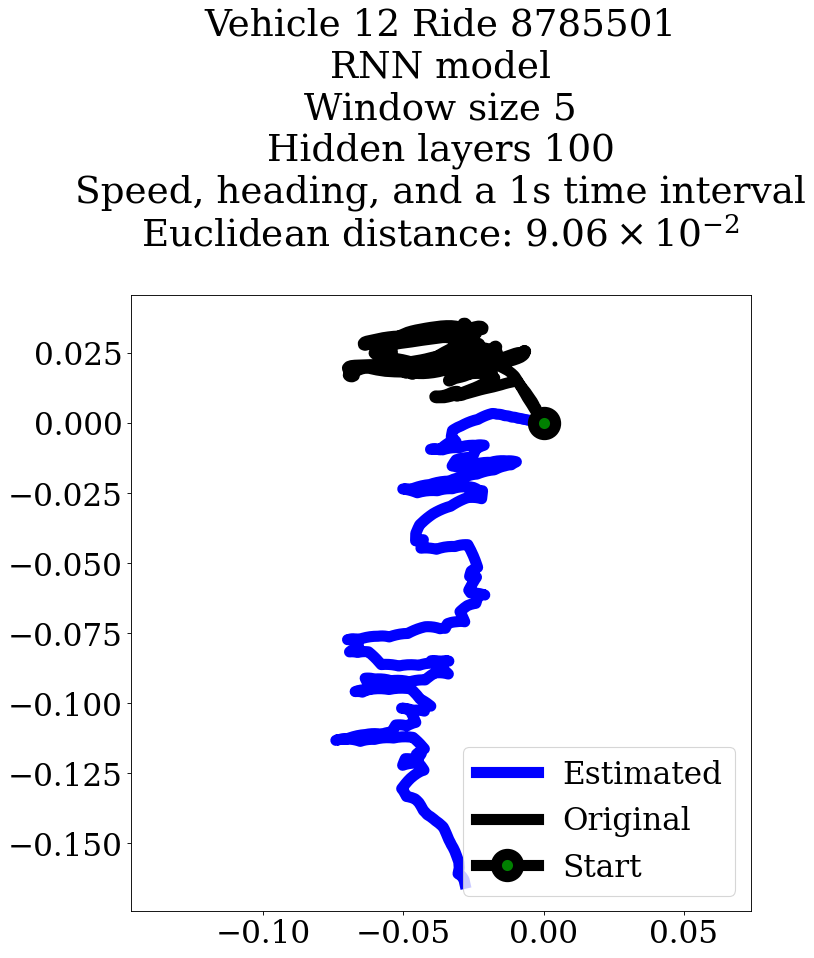 Vehicle 12 Ride 8785501
RNN model
Window size 5
Hidden layers 100
Speed, heading, and a 1s time interval
Euclidean distance: 9.06 × 10⁻²
0.025
0.000
−0.025
−0.050
−0.075
−0.100
−0.125
−0.150
Estimated
Original
Start
−0.10
−0.05
0.00
0.05